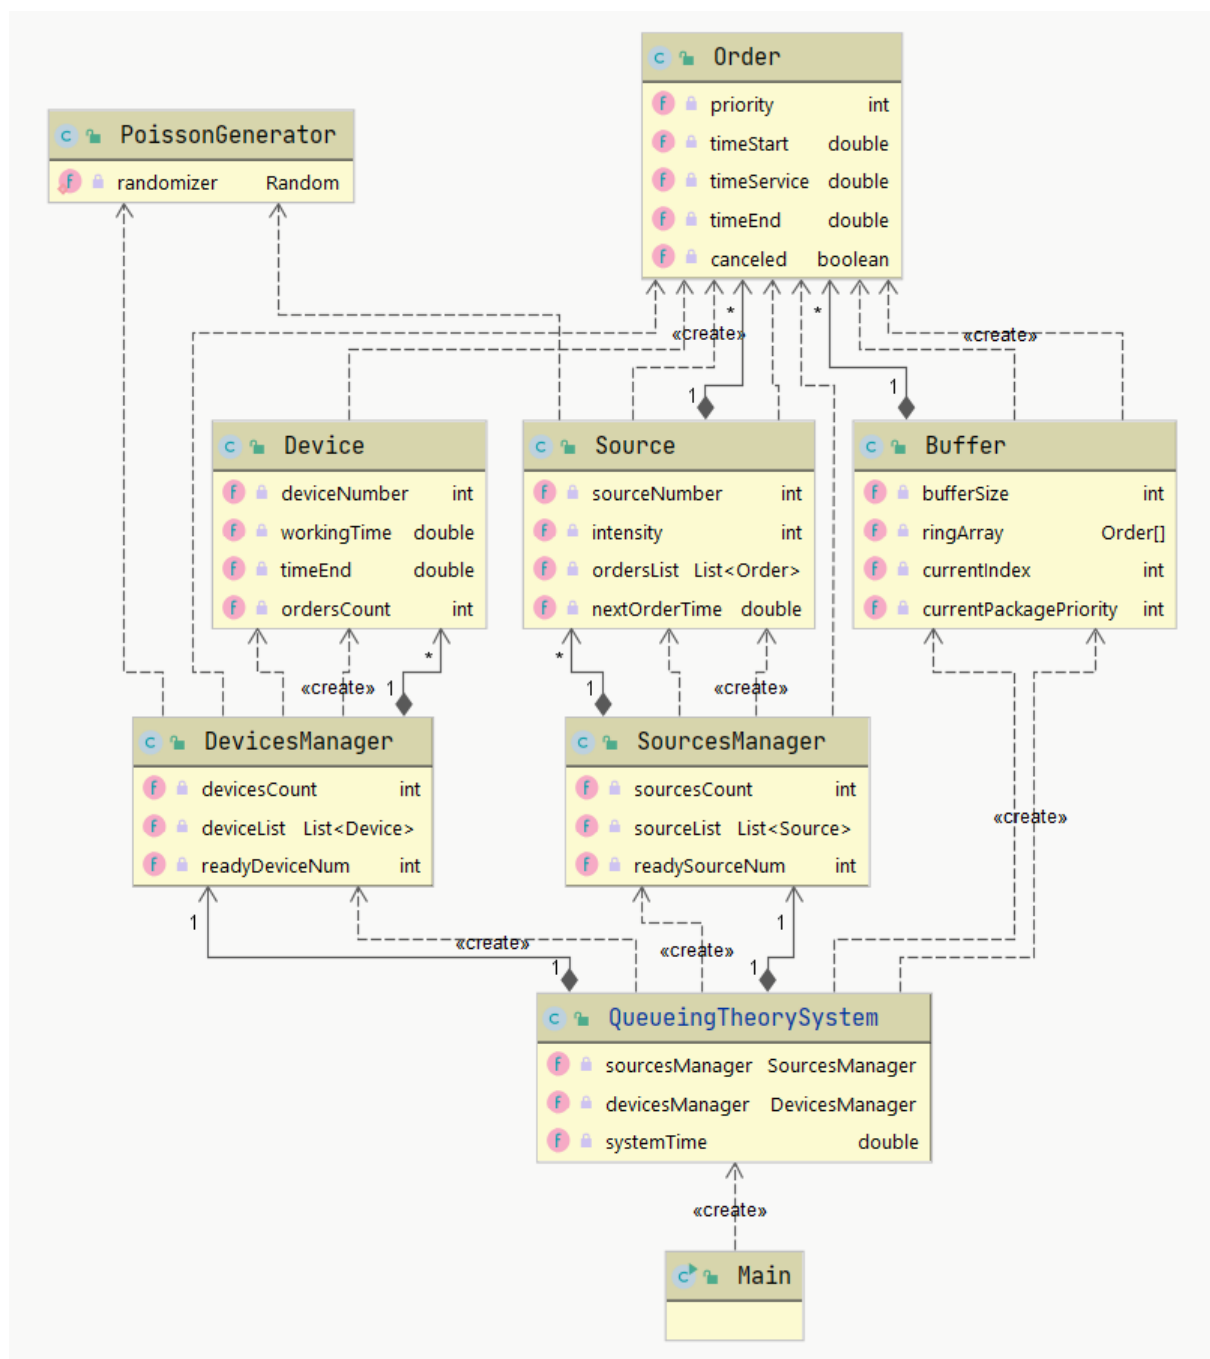 Order
priority int
timeStart double
timeService double
timeEnd double
canceled boolean
PoissonGenerator
randomizer Random
*
*
«create»
«create»
1
1
Device
deviceNumber int
workingTime double
timeEnd double
ordersCount int
Source
sourceNumber int
intensity int
ordersList List<Order>
nextOrderTime double
Buffer
bufferSize int
ringArray Order[]
currentIndex int
currentPackagePriority int
*
*
«create»
1
1
«create»
DevicesManager
devicesCount int
deviceList List<Device>
readyDeviceNum int
SourcesManager
sourcesCount int
sourceList List<Source>
readySourceNum int
«create»
1
1
«create»
«create»
1
1
QueueingTheorySystem
sourcesManager SourcesManager
devicesManager DevicesManager
systemTime double
«create»
Main